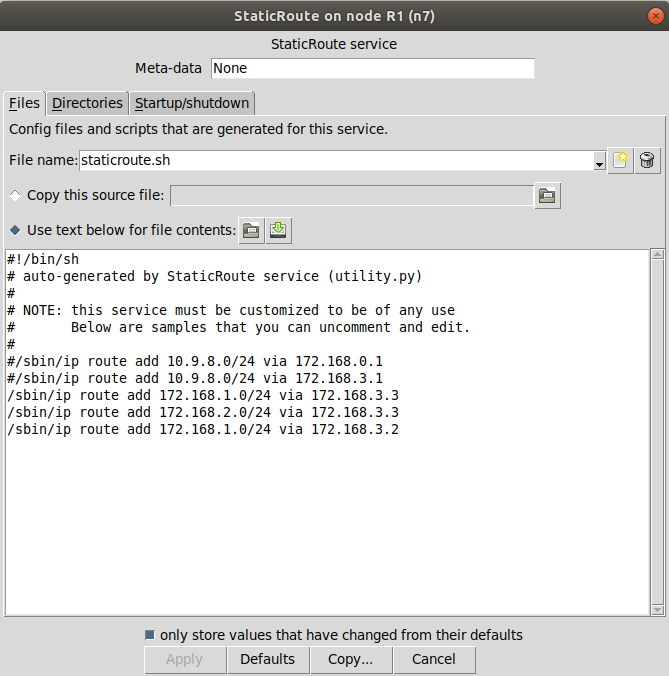 StaticRoute on node R1 (n7)
StaticRoute service
Meta-data None
Files Directories Startup/shutdown
Config files and scripts that are generated for this service.
File name: staticroute.sh
Copy this source file:
Use text below for file contents:
#!/bin/sh
# auto-generated by StaticRoute service (utility.py)
#
# NOTE: this service must be customized to be of any use
#       Below are samples that you can uncomment and edit.
#
#/sbin/ip route add 10.9.8.0/24 via 172.168.0.1
#/sbin/ip route add 10.9.8.0/24 via 172.168.3.1
/sbin/ip route add 172.168.1.0/24 via 172.168.3.3
/sbin/ip route add 172.168.2.0/24 via 172.168.3.3
/sbin/ip route add 172.168.1.0/24 via 172.168.3.2
only store values that have changed from their defaults
Apply Defaults Copy... Cancel